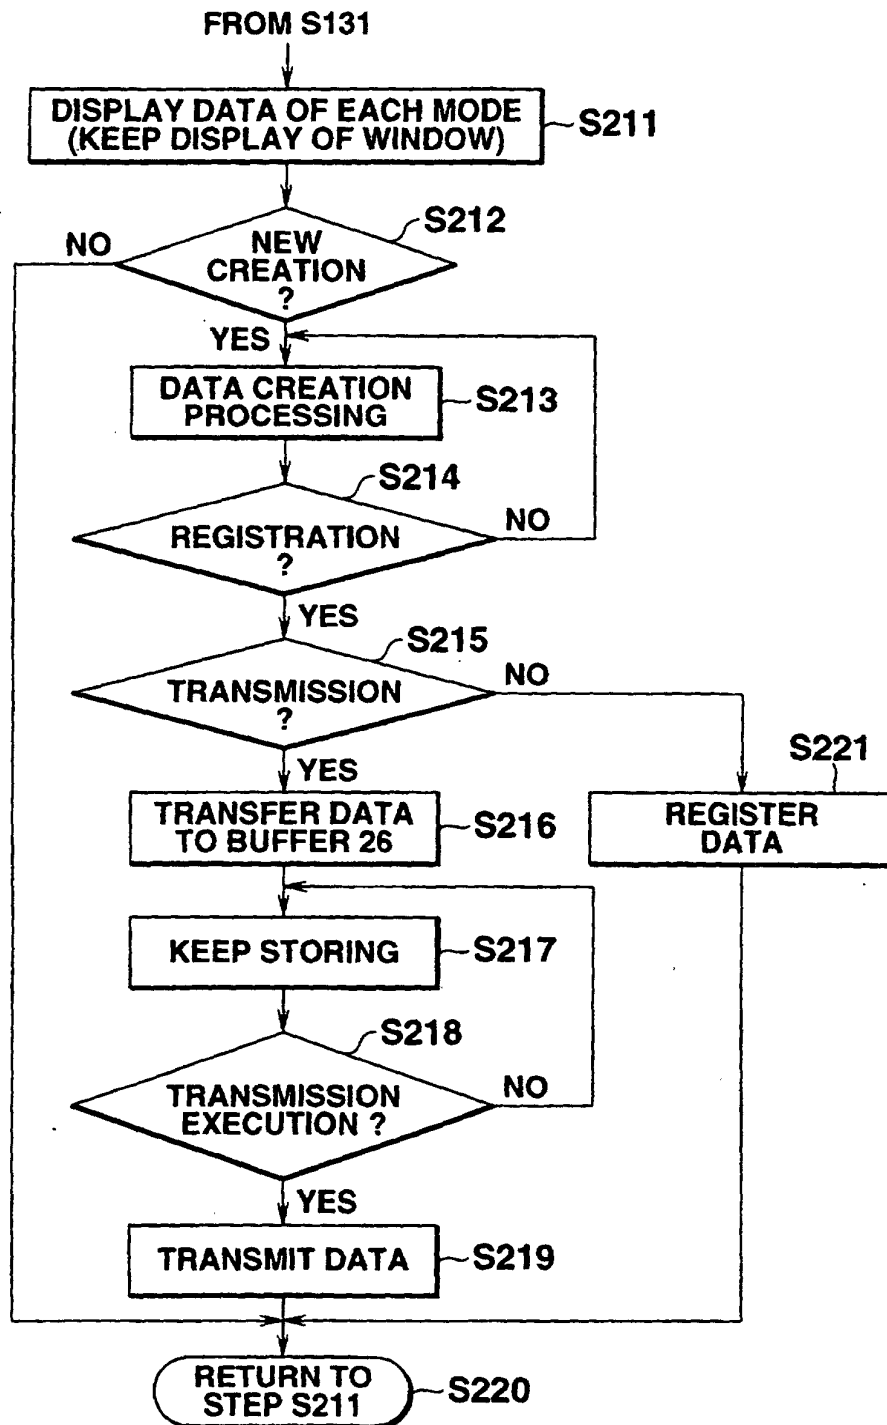 FROM S131
DISPLAY DATA OF EACH MODE
(KEEP DISPLAY OF WINDOW)
S211
S212
NO
NEW
CREATION
?
YES
DATA CREATION
PROCESSING
S213
S214
REGISTRATION
?
NO
YES
S215
TRANSMISSION
?
NO
YES
S221
TRANSFER DATA
TO BUFFER 26
S216
REGISTER
DATA
KEEP STORING
S217
S218
TRANSMISSION
EXECUTION ?
NO
YES
TRANSMIT DATA
S219
RETURN TO
STEP S211
S220